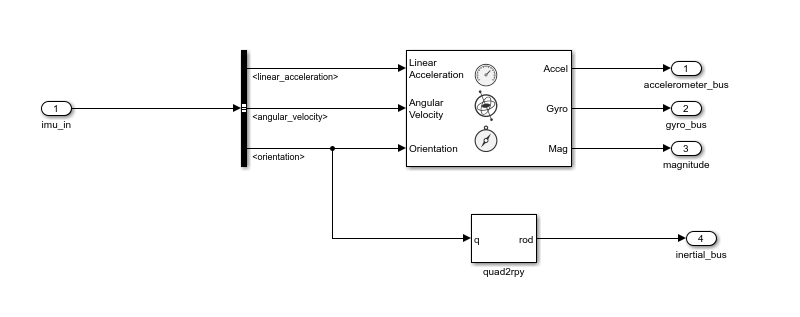 1
imu_in
<linear_acceleration>
<angular_velocity>
<orientation>
Linear
Acceleration
Angular
Velocity
Orientation
Accel
Gyro
Mag
1
accelerometer_bus
2
gyro_bus
3
magnitude
q
rod
quad2rpy
4
inertial_bus